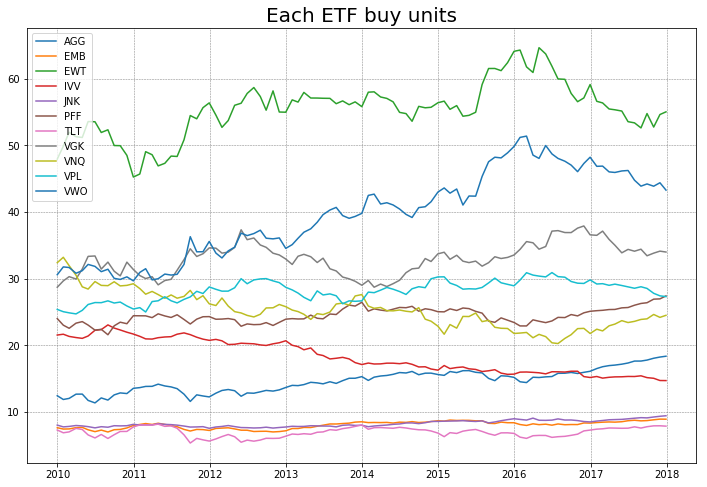 Each ETF buy units
AGG
EMB
EWT
IVV
JNK
PFF
TLT
VGK
VNQ
VPL
VWO
60
50
40
30
20
10
2010 2011 2012 2013 2014 2015 2016 2017 2018